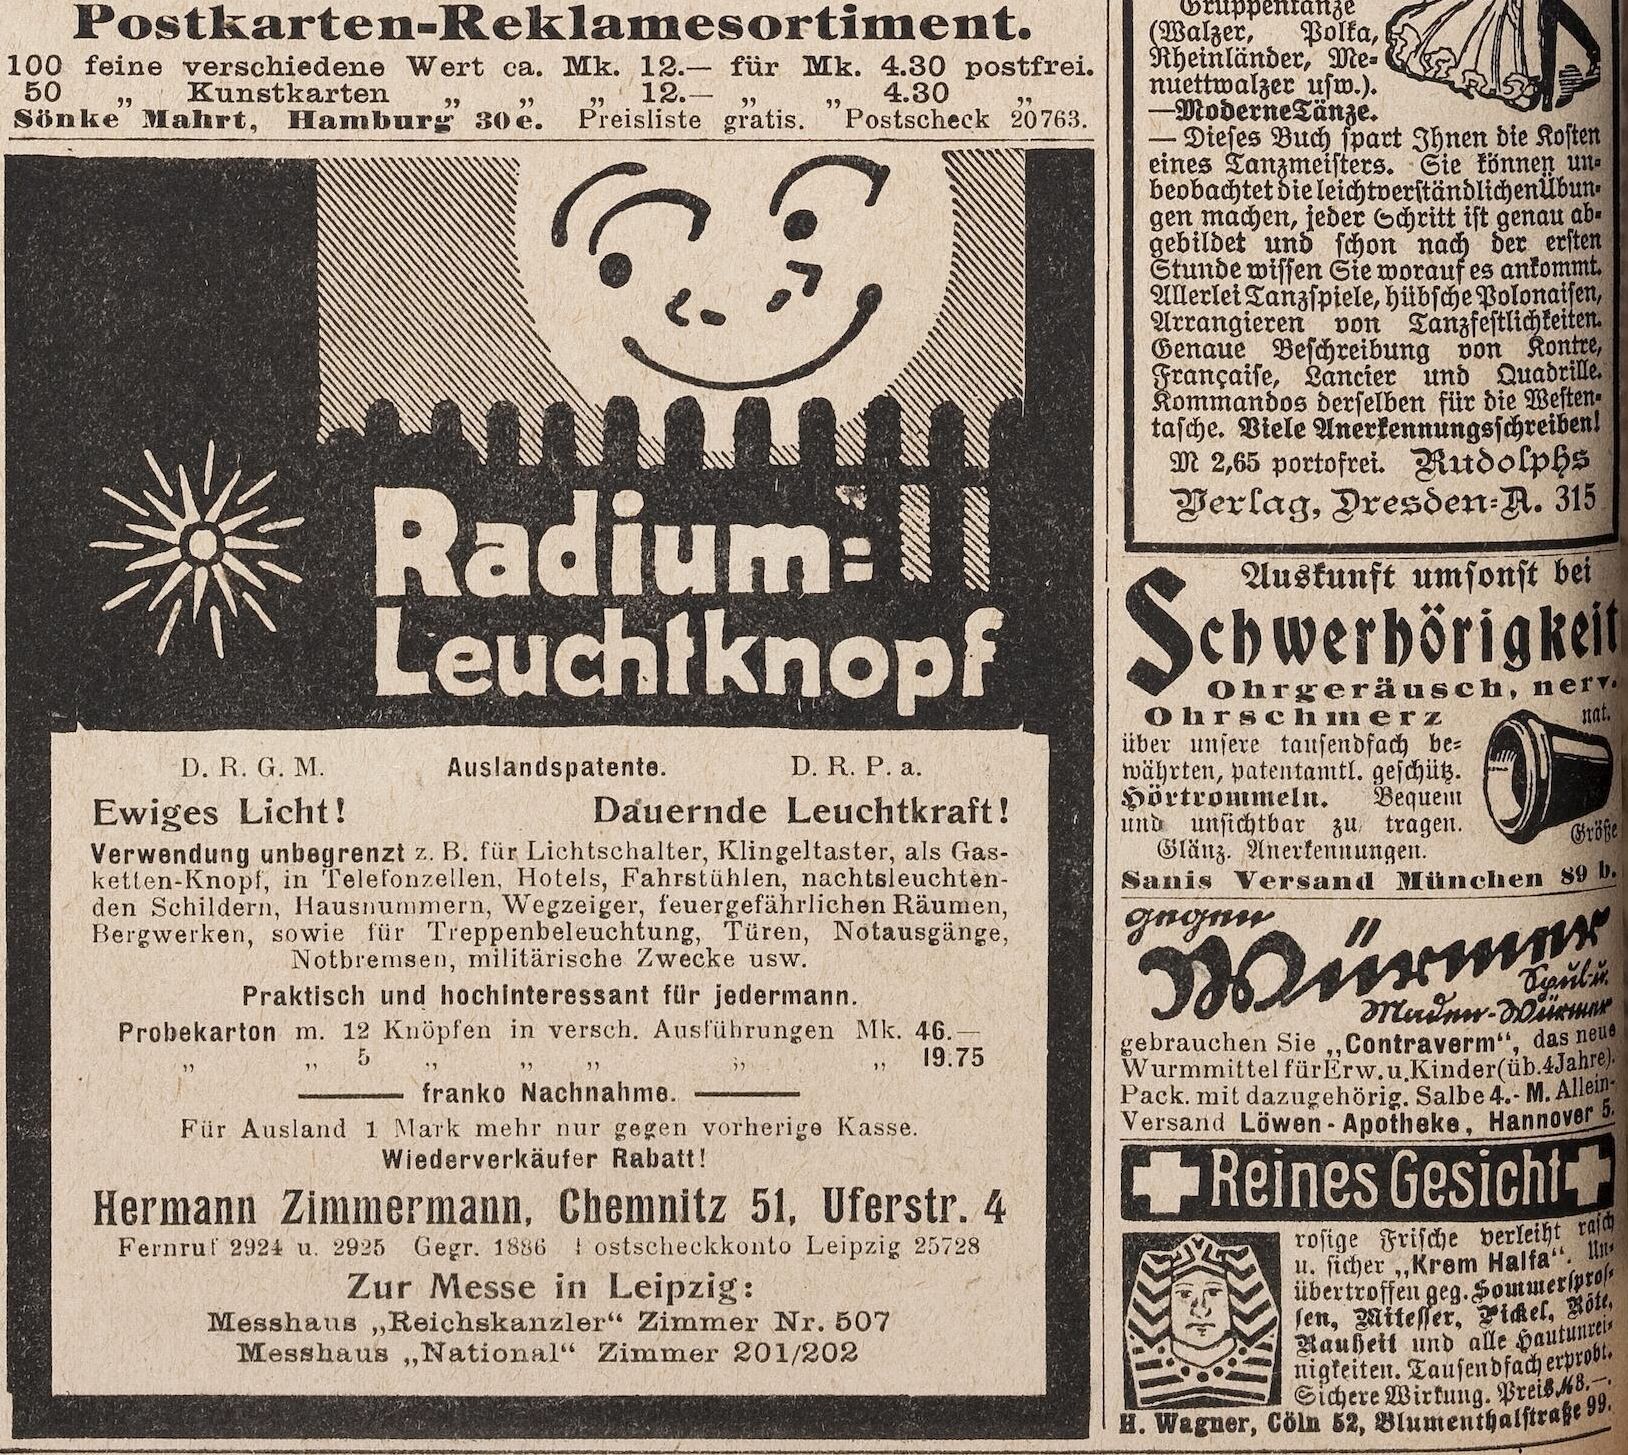 Postkarten-Reklamesortiment.
100 feine verschiedene Wert ca. Mk. 12.— für Mk. 4.30 postfrei.
50 „ Kunstkarten „ „ „ 12.— „ „ 4.30 „
Sönke Mahrt, Hamburg 30e. Preisliste gratis. Postscheck 20763.
Radium-
Leuchtknopf
D. R. G. M. Auslandspatente. D. R. P. a.
Ewiges Licht! Dauernde Leuchtkraft!
Verwendung unbegrenzt z. B. für Lichtschalter, Klingeltaster, als Gas-
ketten-Knopf, in Telefonzellen, Hotels, Fahrstühlen, nachtsleuchten-
den Schildern, Hausnummern, Wegzeiger, feuergefährlichen Räumen,
Bergwerken, sowie für Treppenbeleuchtung, Türen, Notausgänge,
Notbremsen, militärische Zwecke usw.
Praktisch und hochinteressant für jedermann.
Probekarton m. 12 Knöpfen in versch. Ausführungen Mk. 46.—
„ „ 5 „ „ „ „ „ 19.75
franko Nachnahme.
Für Ausland 1 Mark mehr nur gegen vorherige Kasse.
Wiederverkäufer Rabatt!
Hermann Zimmermann, Chemnitz 51, Uferstr. 4
Fernruf 2924 u. 2925 Gegr. 1886 Postscheckkonto Leipzig 25728
Zur Messe in Leipzig:
Messhaus „Reichskanzler“ Zimmer Nr. 507
Messhaus „National“ Zimmer 201/202
Gruppentänze
(Walzer, Polka,
Rheinländer, Me-
nuettwalzer usw.).
—Moderne Tänze.
— Dieses Buch spart Ihnen die Kosten
eines Tanzmeisters. Sie können un-
beobachtet die leichtverständlichen Übun-
gen machen, jeder Schritt ist genau ab-
gebildet und schon nach der ersten
Stunde wissen Sie worauf es ankommt.
Allerlei Tanzspiele, hübsche Polonaisen,
Arrangieren von Tanzfestlichkeiten.
Genaue Beschreibung von Kontre,
Française, Lancier und Quadrille.
Kommandos derselben für die Westen-
tasche. Viele Anerkennungsschreiben!
M 2,65 portofrei. Rudolphs
Verlag, Dresden-A. 315
Auskunft umsonst bei
Schwerhörigkeit
Ohrgeräusch, nerv.
Ohrschmerz
über unsere tausendfach be-
währten, patentamtl. geschütz.
Hörtrommeln. Bequem
und unsichtbar zu tragen.
Glänz. Anerkennungen.
nat.
Größe
Sanis Versand München 89 b.
gegen
Würmer
Spul- u.
Maden-Würmer
gebrauchen Sie „Contraverm“, das neue
Wurmmittel für Erw. u. Kinder (üb. 4 Jahre).
Pack. mit dazugehörig. Salbe 4.- M. Allein-
Versand Löwen-Apotheke, Hannover 5.
Reines Gesicht
rosige Frische verleiht rasch
u. sicher „Krem Halfa“. Un-
übertroffen geg. Sommerspros-
sen, Mitesser, Pickel, Röte,
Rauheit und alle Hautunrei-
nigkeiten. Tausendfach erprobt.
Sichere Wirkung. Preis M 8.—.
H. Wagner, Cöln 52, Blumenthalstraße 99.